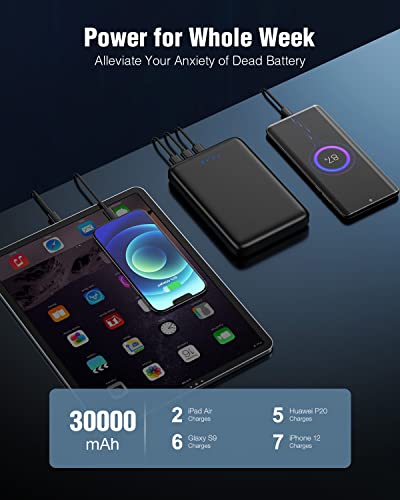 Power for Whole Week
Alleviate Your Anxiety of Dead Battery
87%
30000
mAh
2 iPad Air
Charges
5 Huawei P20
Charges
6 Glaxy S9
Charges
7 iPhone 12
Charges